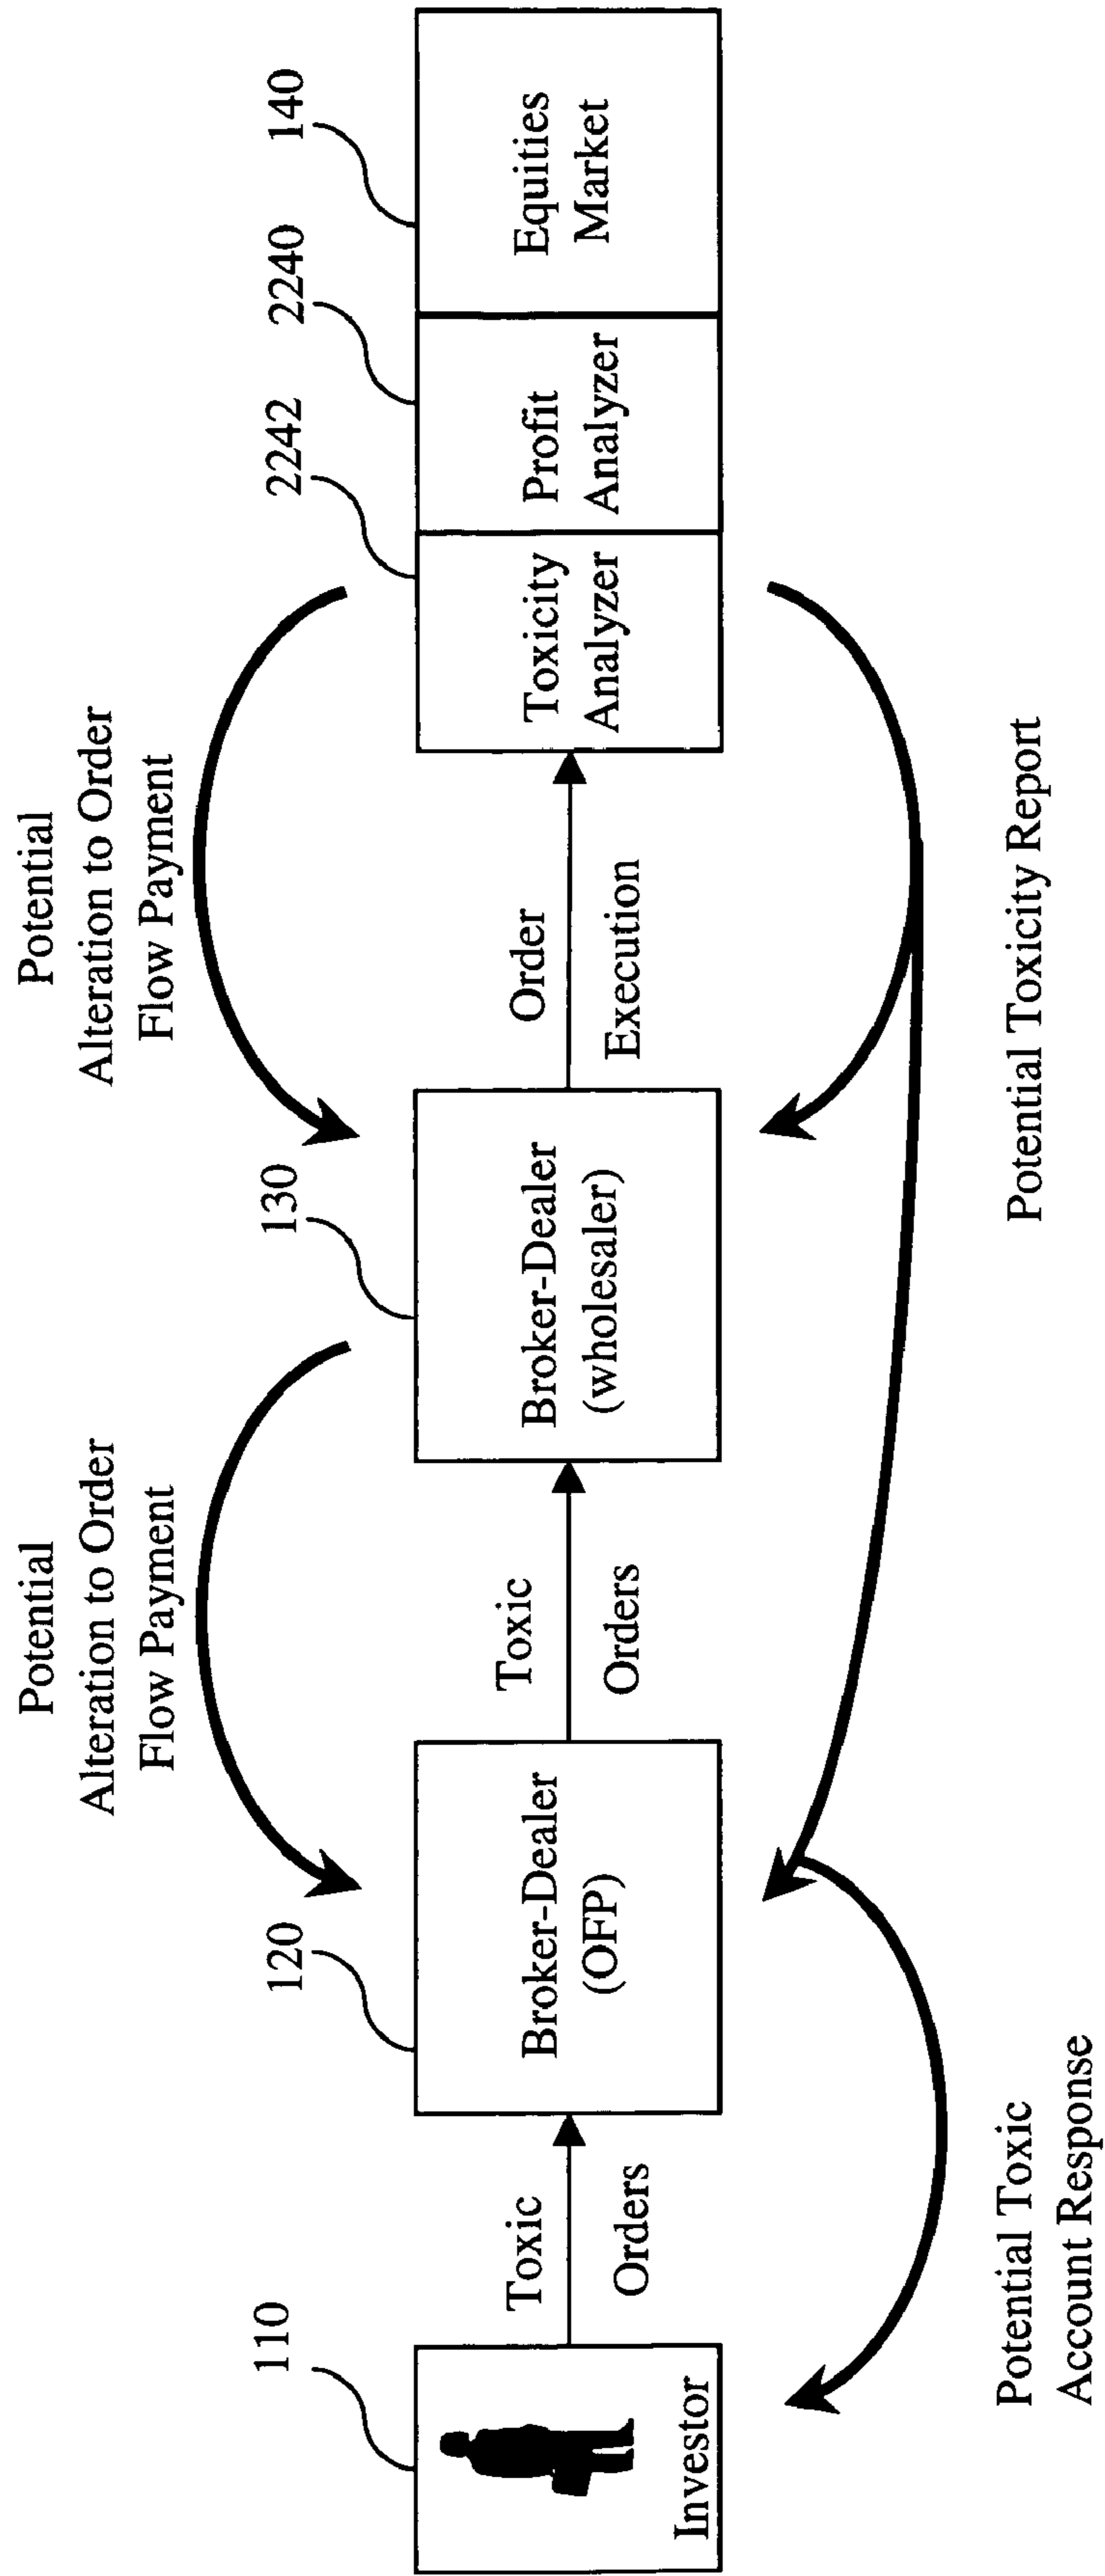 Potential
Alteration to Order
Flow Payment
Potential
Alteration to Order
Flow Payment
110
120
130
2242
2240
140
Investor
Toxic
Orders
Broker-Dealer
(OFP)
Toxic
Orders
Broker-Dealer
(wholesaler)
Order
Execution
Toxicity
Analyzer
Profit
Analyzer
Equities
Market
Potential Toxic
Account Response
Potential Toxicity Report